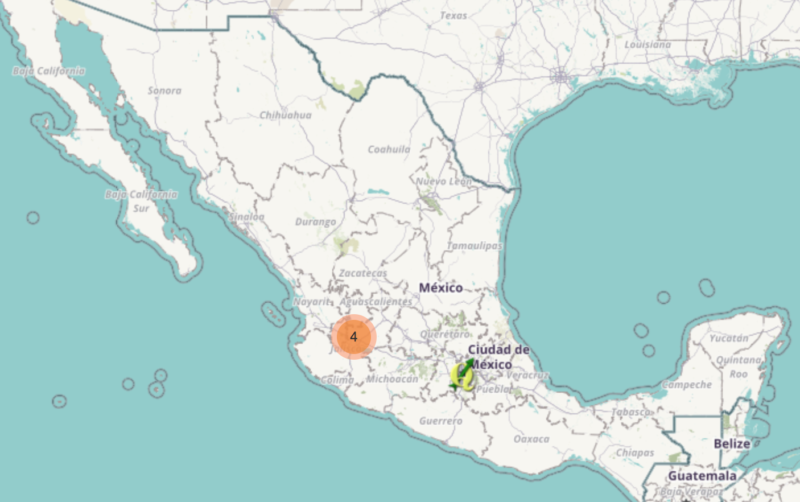 Texas
Louisiana
Baja California
Sonora
Chihuahua
Coahuila
Nuevo León
Baja California
Sur
Sinaloa
Durango
Tamaulipas
Zacatecas
México
Nayarit
Aguascalientes
4
Querétaro
Yucatán
Ciudad de
México
Quintana
Roo
Colima
Michoacán
Puebla
Veracruz
Campeche
Guerrero
Tabasco
Oaxaca
Belize
Chiapas
Guatemala
Baja Verapaz